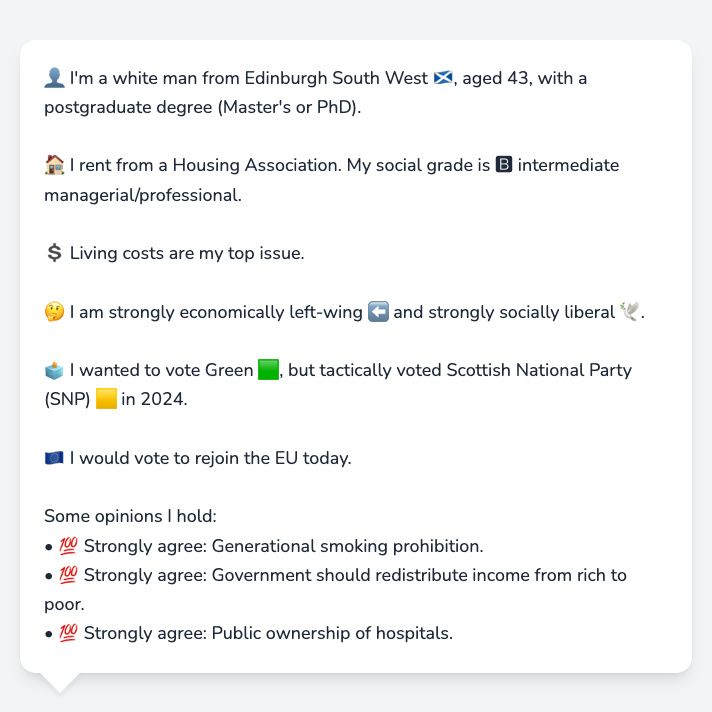 👤 I'm a white man from Edinburgh South West 🏴󠁧󠁢󠁳󠁣󠁴󠁿, aged 43, with a
postgraduate degree (Master's or PhD).
🏠 I rent from a Housing Association. My social grade is 🅱 intermediate
managerial/professional.
💲 Living costs are my top issue.
🤔 I am strongly economically left-wing ⬅️ and strongly socially liberal 🕊️.
🗳️ I wanted to vote Green 🟩, but tactically voted Scottish National Party
(SNP) 🟨 in 2024.
🇪🇺 I would vote to rejoin the EU today.
Some opinions I hold:
• 💯 Strongly agree: Generational smoking prohibition.
• 💯 Strongly agree: Government should redistribute income from rich to
poor.
• 💯 Strongly agree: Public ownership of hospitals.